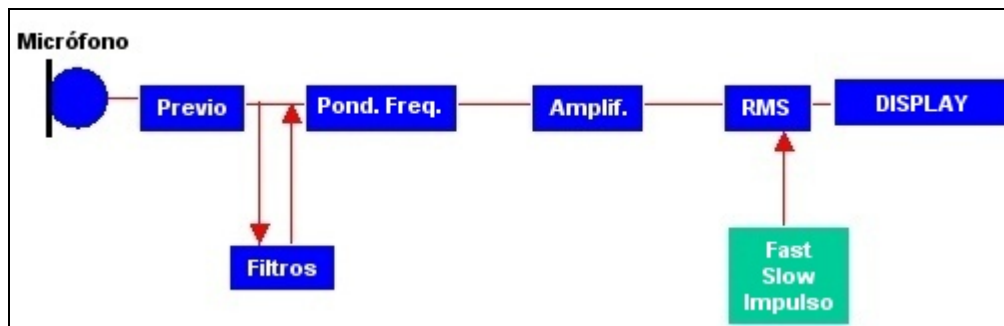 Micrófono
Previo
Pond. Freq.
Amplif.
RMS
DISPLAY
Filtros
Fast
Slow
Impulso